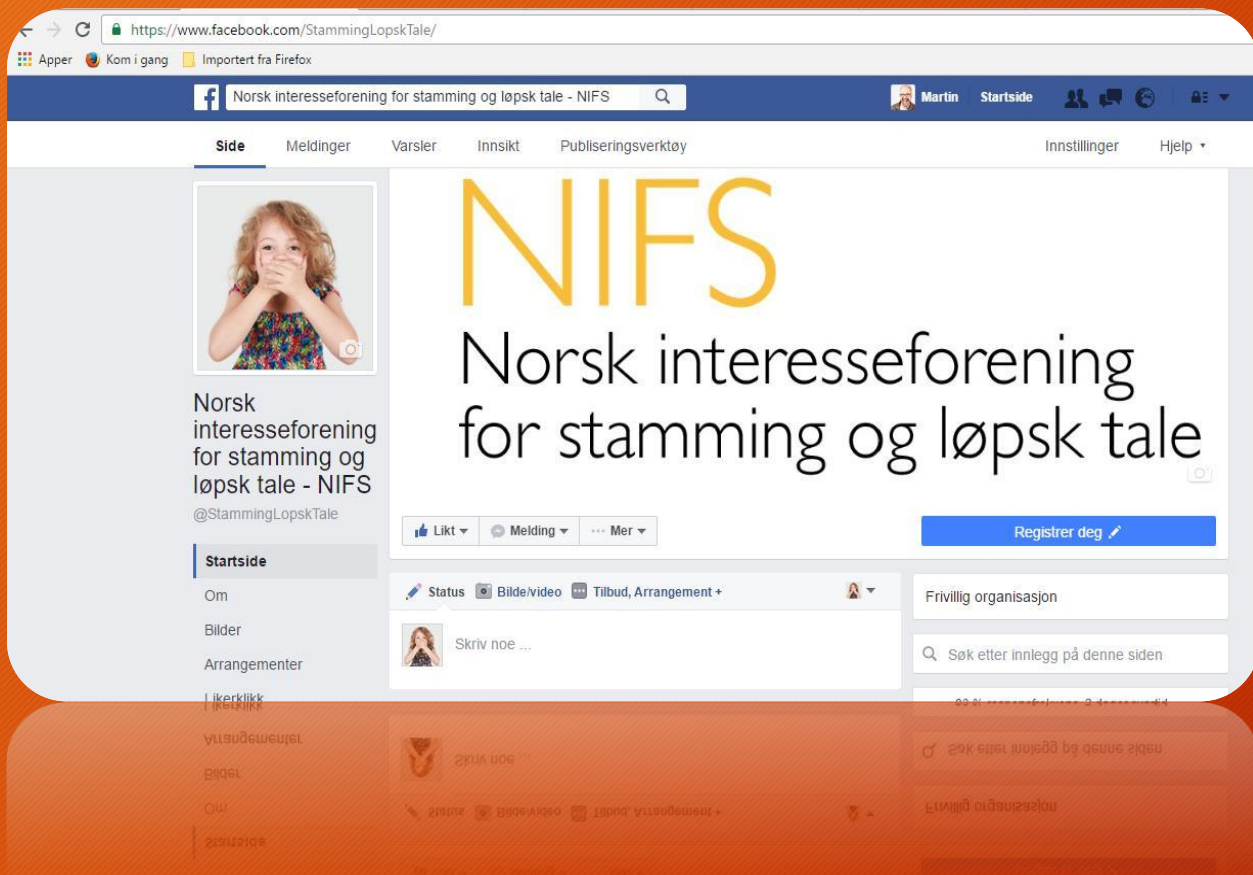 https://www.facebook.com/StammingLopskTale/
Apper Kom i gang Importert fra Firefox
Norsk interesseforening for stamming og løpsk tale - NIFS Martin Startside
Side Meldinger Varsler Innsikt Publiseringsverktøy Innstillinger Hjelp
NIFS
Norsk interesseforening
for stamming og løpsk tale
Norsk
interesseforening
for stamming og
løpsk tale - NIFS
@StammingLopskTale
Likt Melding ... Mer Registrer deg
Startside
Om
Bilder
Arrangementer
Likerklikk
Status Bilde/video Tilbud, Arrangement +
Skriv noe ...
Frivillig organisasjon
Søk etter innlegg på denne siden